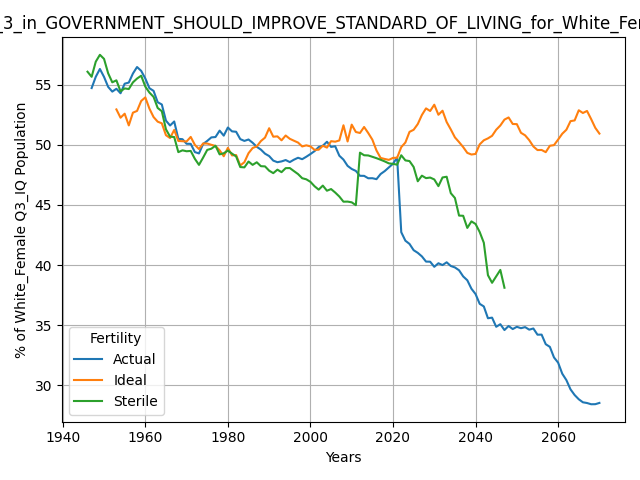 _3_in_GOVERNMENT_SHOULD_IMPROVE_STANDARD_OF_LIVING_for_White_Fe
% of White_Female Q3_IQ Population
55
50
45
40
35
30
Fertility
Actual
Ideal
Sterile
1940 1960 1980 2000 2020 2040 2060
Years